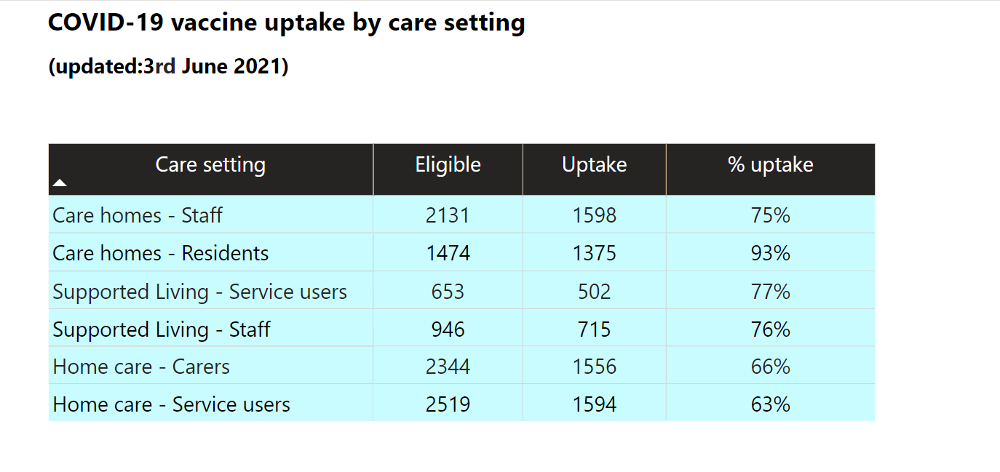 COVID-19 vaccine uptake by care setting
(updated:3rd June 2021)
Care setting Eligible Uptake % uptake
Care homes - Staff 2131 1598 75%
Care homes - Residents 1474 1375 93%
Supported Living - Service users 653 502 77%
Supported Living - Staff 946 715 76%
Home care - Carers 2344 1556 66%
Home care - Service users 2519 1594 63%